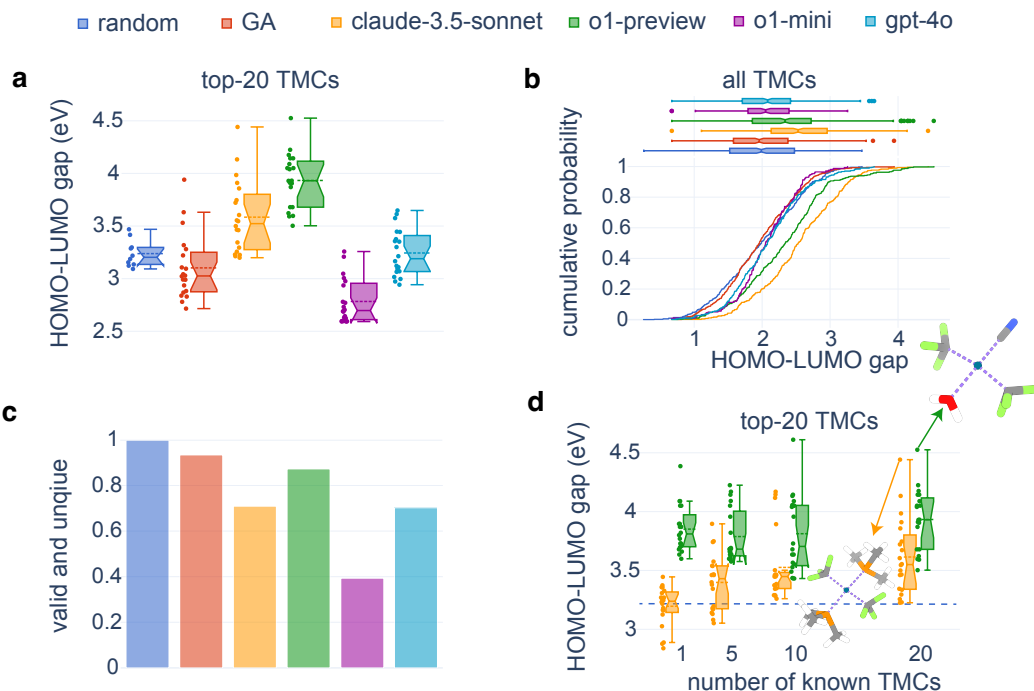 random GA claude-3.5-sonnet o1-preview o1-mini gpt-4o
a
top-20 TMCs
HOMO-LUMO gap (eV)
4.5
4
3.5
3
2.5
b
all TMCs
cumulative probability
1
0.8
0.6
0.4
0.2
0
1 2 3 4
HOMO-LUMO gap
c
valid and unqiue
1
0.8
0.6
0.4
0.2
0
d
top-20 TMCs
HOMO-LUMO gap (eV)
4.5
4
3.5
3
1 5 10 20
number of known TMCs